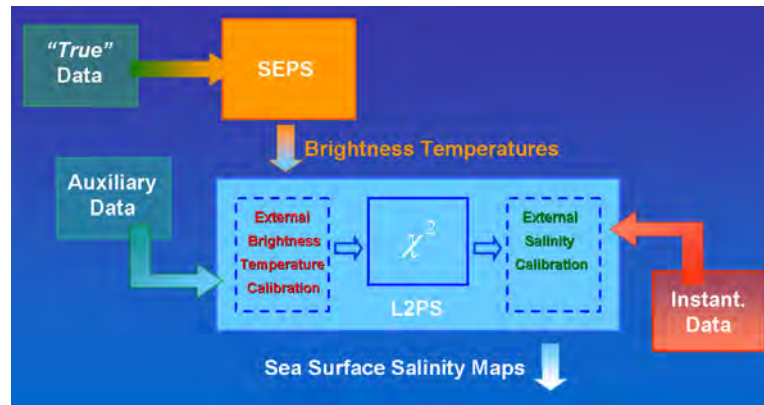 “True”
Data
SEPS
Brightness Temperatures
Auxiliary
Data
External
Brightness
Temperature
Calibration
χ²
External
Salinity
Calibration
L2PS
Instant.
Data
Sea Surface Salinity Maps